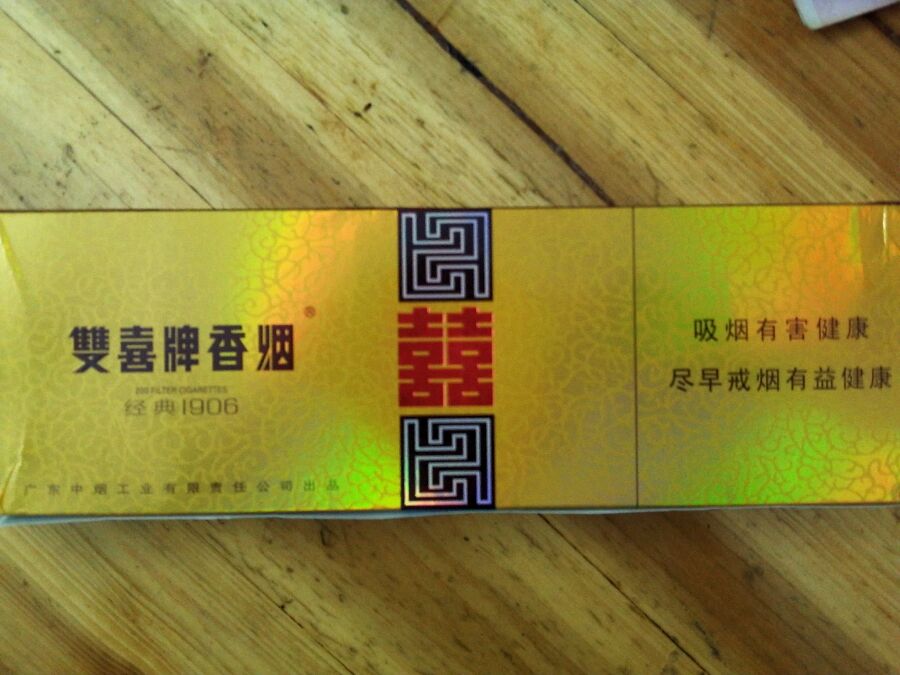 雙喜牌香烟®
200 FILTER CIGARETTES
经典1906
广东中烟工业有限责任公司出品
囍
吸烟有害健康
尽早戒烟有益健康